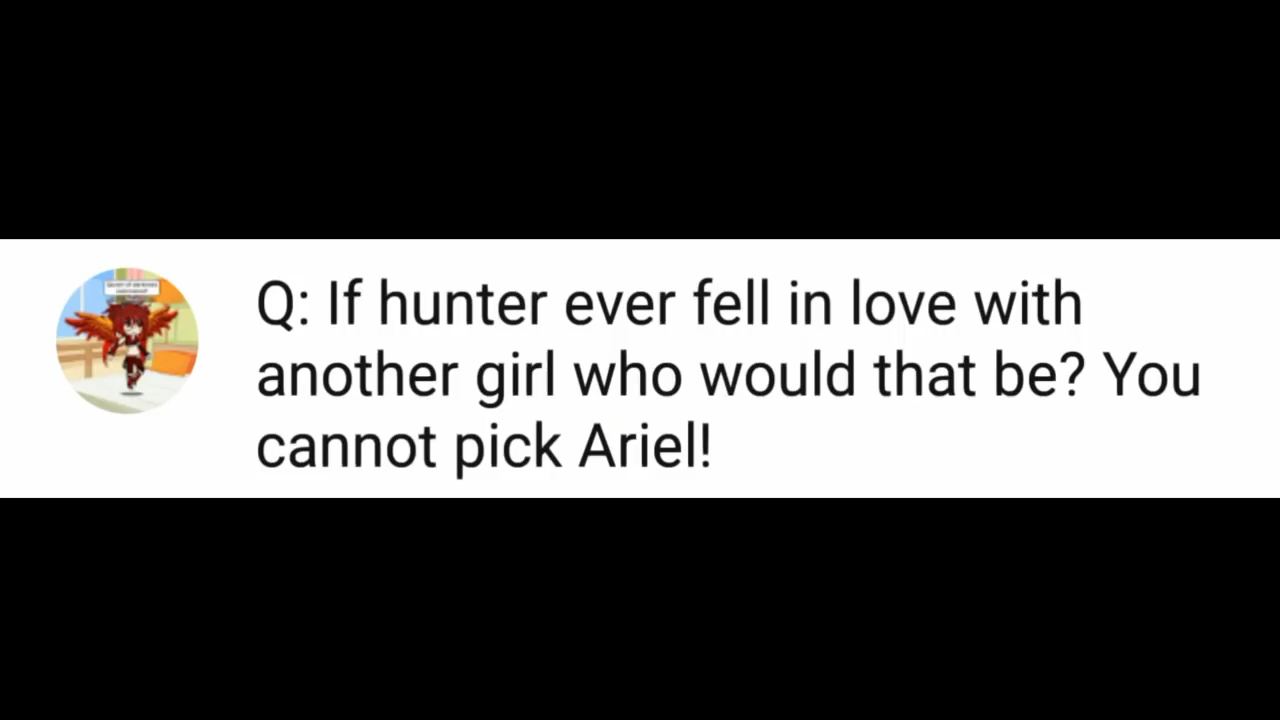 Q: If hunter ever fell in love with
another girl who would that be? You
cannot pick Ariel!